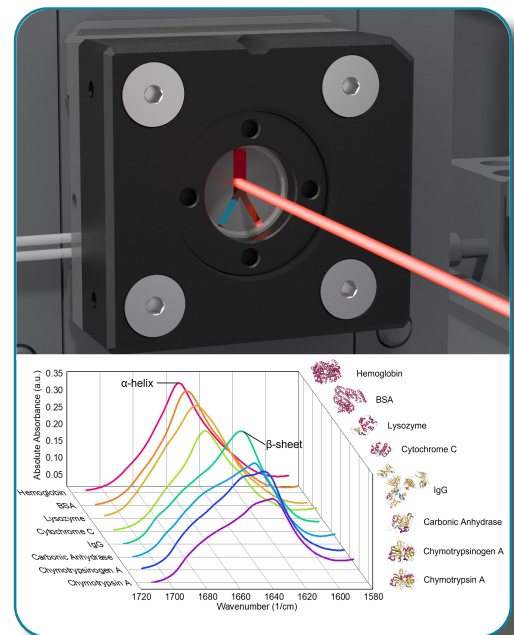 0.35
0.30
0.25
0.20
0.15
0.10
0.05
Absolute Absorbance (a.u.)
α-helix
β-sheet
Hemoglobin
BSA
Lysozyme
Cytochrome C
IgG
Carbonic Anhydrase
Chymotrypsinogen A
Chymotrypsin A
1720 1700 1680 1660 1640 1620 1600 1580
Wavenumber (1/cm)
Hemoglobin
BSA
Lysozyme
Cytochrome C
IgG
Carbonic Anhydrase
Chymotrypsinogen A
Chymotrypsin A